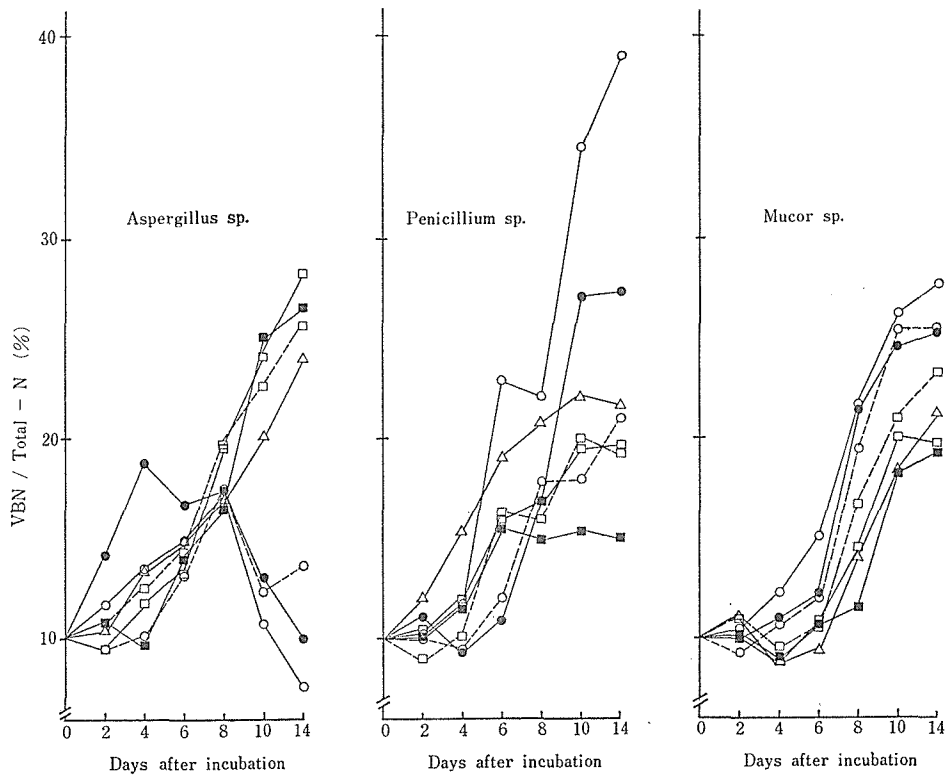 40
30
20
10
VBN / Total – N (%)
Aspergillus sp.
Penicillium sp.
Mucor sp.
0 2 4 6 8 10 14
0 2 4 6 8 10 14
0 2 4 6 8 10 14
Days after incubation
Days after incubation
Days after incubation